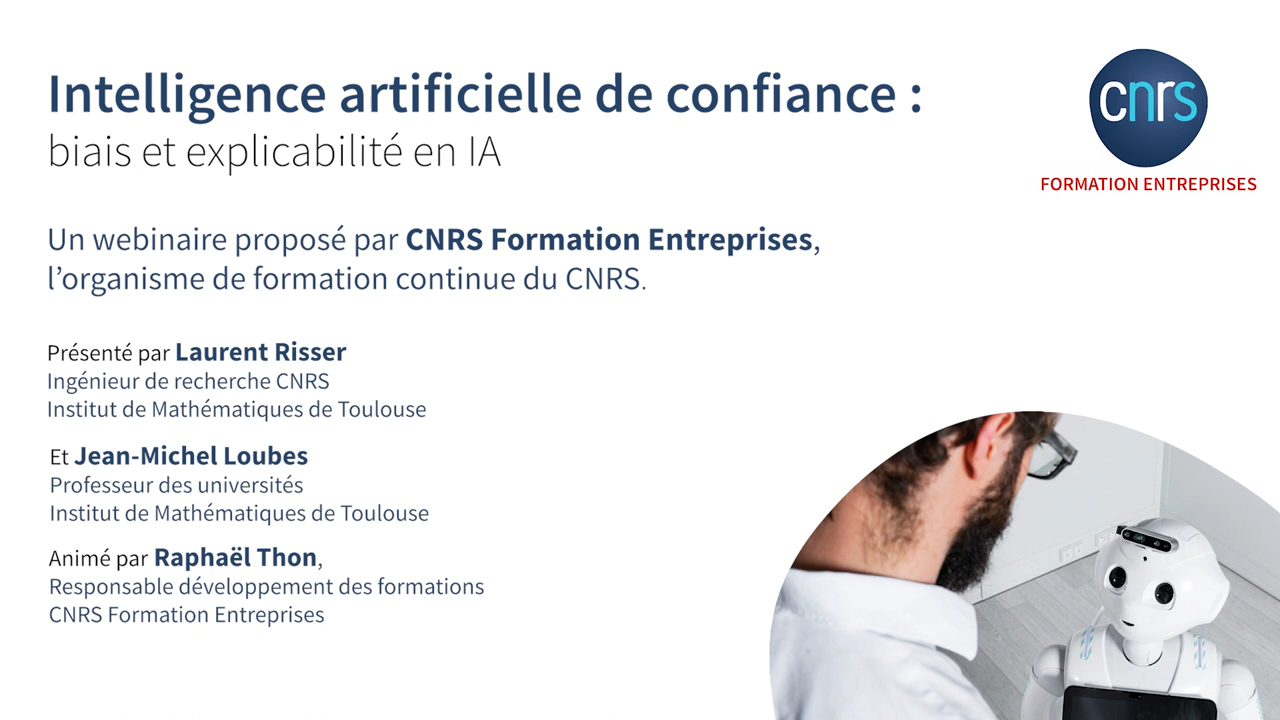 Intelligence artificielle de confiance :
biais et explicabilité en IA
cnrs
FORMATION ENTREPRISES
Un webinaire proposé par CNRS Formation Entreprises,
l’organisme de formation continue du CNRS.
Présenté par Laurent Risser
Ingénieur de recherche CNRS
Institut de Mathématiques de Toulouse
Et Jean-Michel Loubes
Professeur des universités
Institut de Mathématiques de Toulouse
Animé par Raphaël Thon,
Responsable développement des formations
CNRS Formation Entreprises